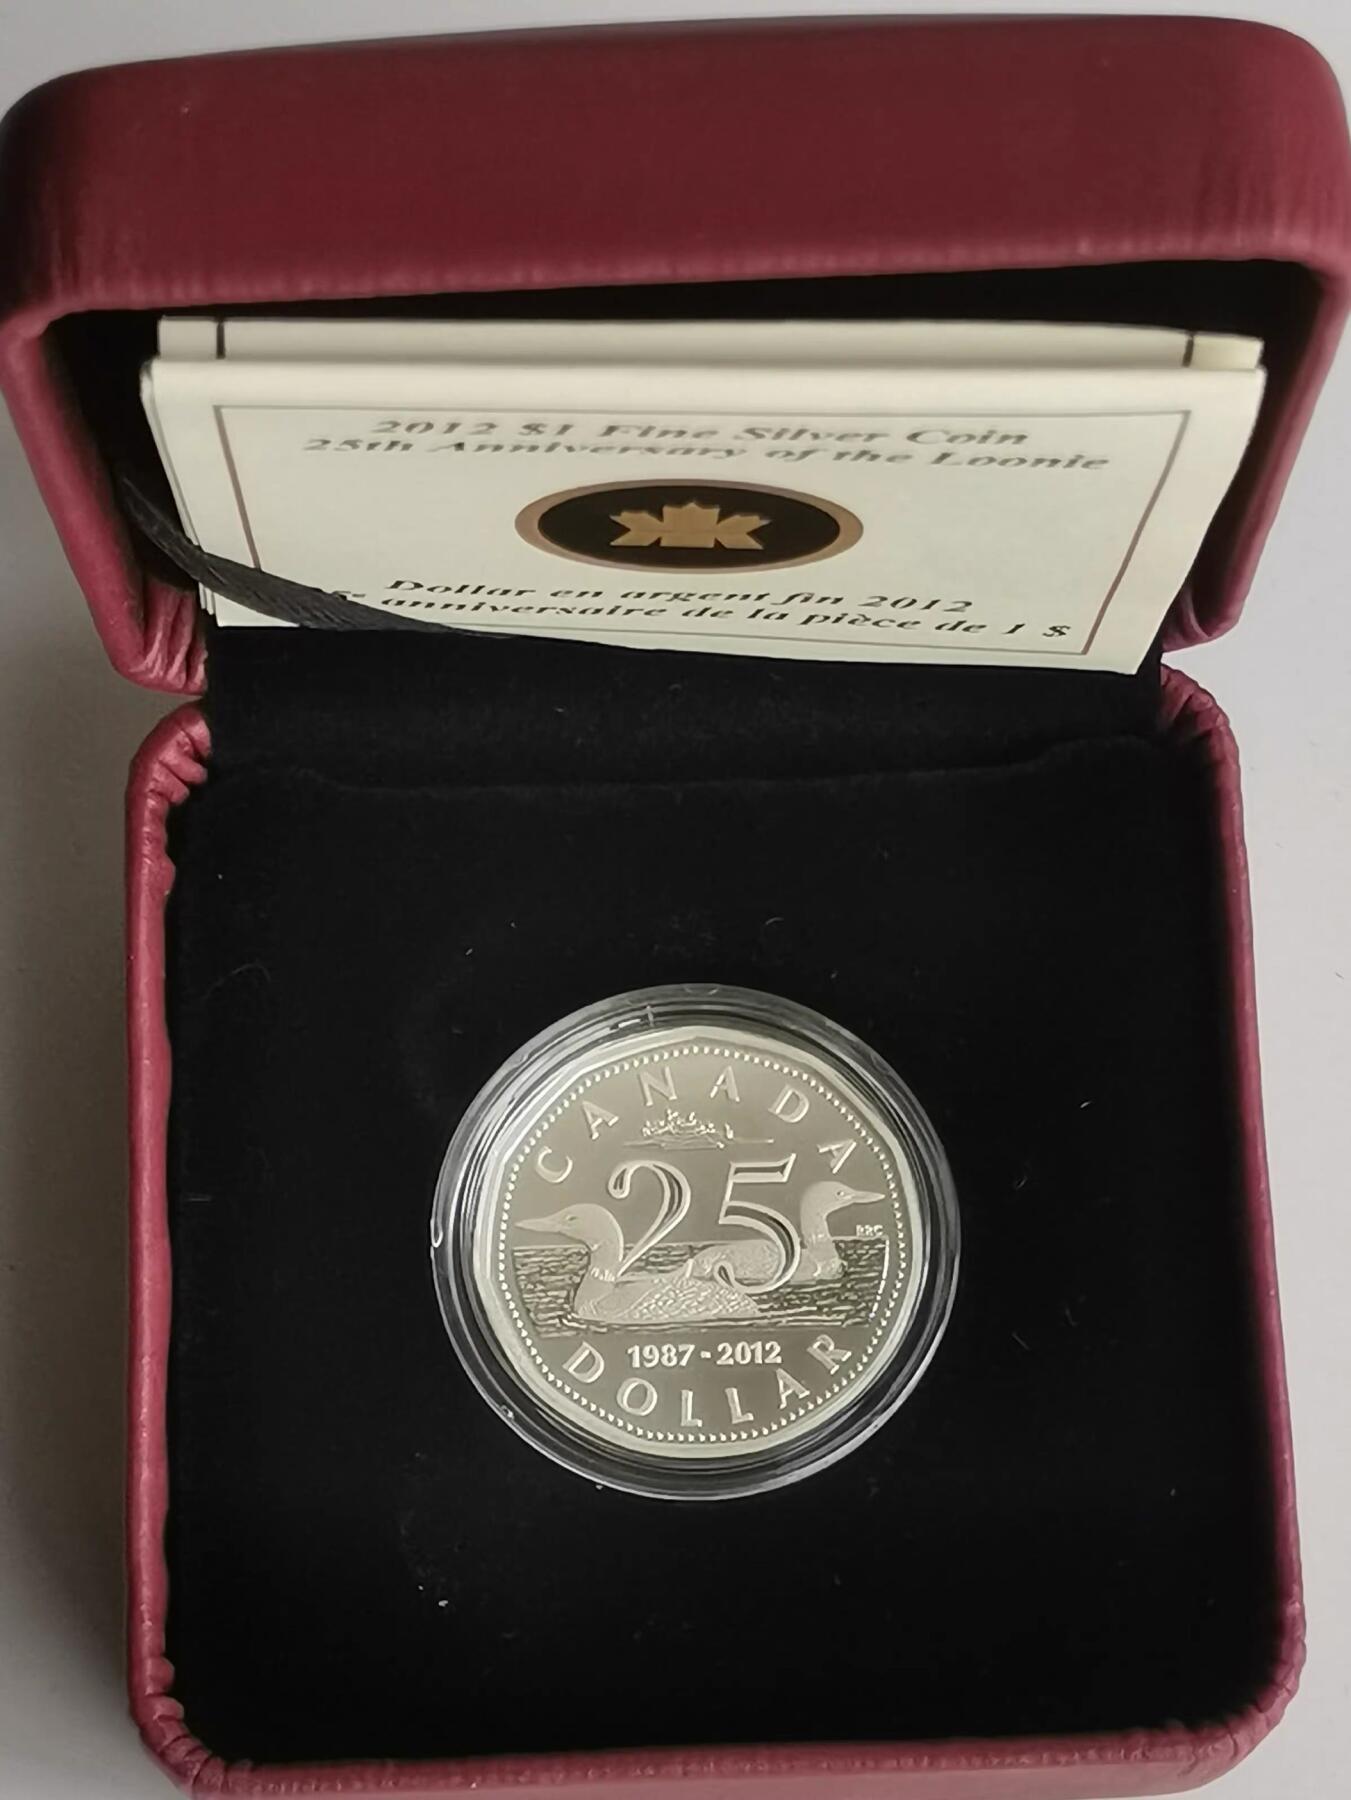 2012 $1 Fine Silver Coin
25th Anniversary of the Loonie
Dollar en argent fin 2012
anniversaire de la pièce de 1 $
CANADA
25
1987-2012
DOLLAR